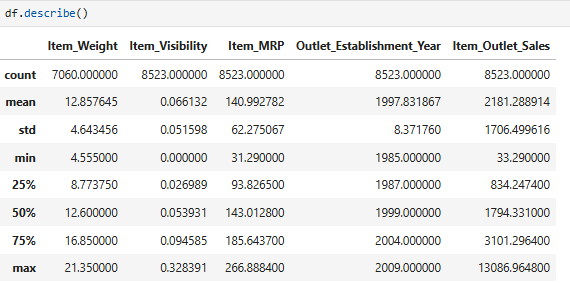 df.describe()
Item_Weight Item_Visibility Item_MRP Outlet_Establishment_Year Item_Outlet_Sales
count 7060.000000 8523.000000 8523.000000 8523.000000 8523.000000
mean 12.857645 0.066132 140.992782 1997.831867 2181.288914
std 4.643456 0.051598 62.275067 8.371760 1706.499616
min 4.555000 0.000000 31.290000 1985.000000 33.290000
25% 8.773750 0.026989 93.826500 1987.000000 834.247400
50% 12.600000 0.053931 143.012800 1999.000000 1794.331000
75% 16.850000 0.094585 185.643700 2004.000000 3101.296400
max 21.350000 0.328391 266.888400 2009.000000 13086.964800